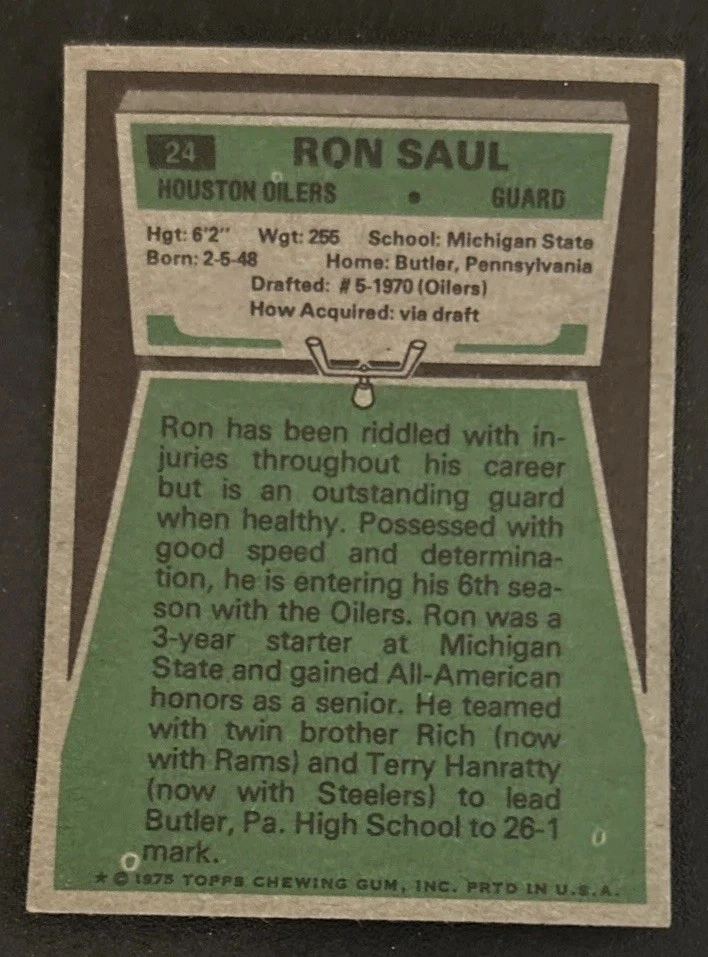 24 RON SAUL
HOUSTON OILERS • GUARD
Hgt: 6'2" Wgt: 255 School: Michigan State
Born: 2-5-48 Home: Butler, Pennsylvania
Drafted: #5-1970 (Oilers)
How Acquired: via draft
Ron has been riddled with in-
juries throughout his career
but is an outstanding guard
when healthy. Possessed with
good speed and determina-
tion, he is entering his 6th sea-
son with the Oilers. Ron was a
3-year starter at Michigan
State and gained All-American
honors as a senior. He teamed
with twin brother Rich (now
with Rams) and Terry Hanratty
(now with Steelers) to lead
Butler, Pa. High School to 26-1
mark.
* © 1975 TOPPS CHEWING GUM, INC. PRTD IN U.S.A.